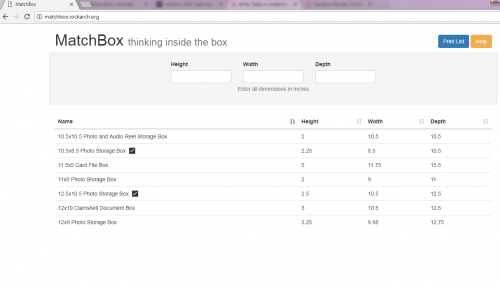 MatchBox
matchbox.rockarch.org
MatchBox thinking inside the box
Print List Help
Height Width Depth
Enter all dimensions in inches
Name Height Width Depth
10.5x10.5 Photo and Audio Reel Storage Box 2 10.5 10.5
10.5x8.5 Photo Storage Box 2.25 8.5 10.5
11.5x5 Card File Box 5 11.75 15.5
11x9 Photo Storage Box 2 9 11
12.5x10.5 Photo Storage Box 2.5 10.5 12.5
12x10 Clamshell Document Box 3 10.5 12.5
12x9 Photo Storage Box 3.25 9.88 12.75